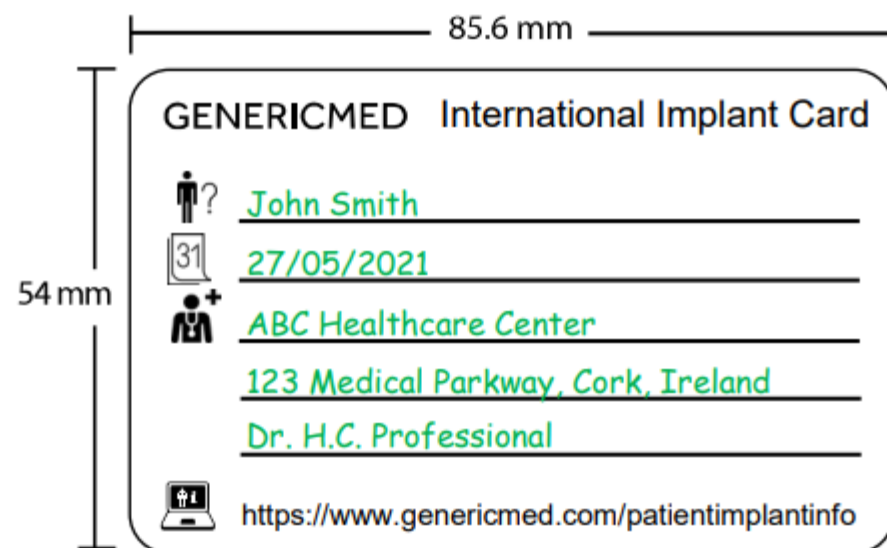 85.6 mm
GENERICMED International Implant Card
? John Smith
31 27/05/2021
54 mm
ABC Healthcare Center
123 Medical Parkway, Cork, Ireland
Dr. H.C. Professional
https://www.genericmed.com/patientimplantinfo